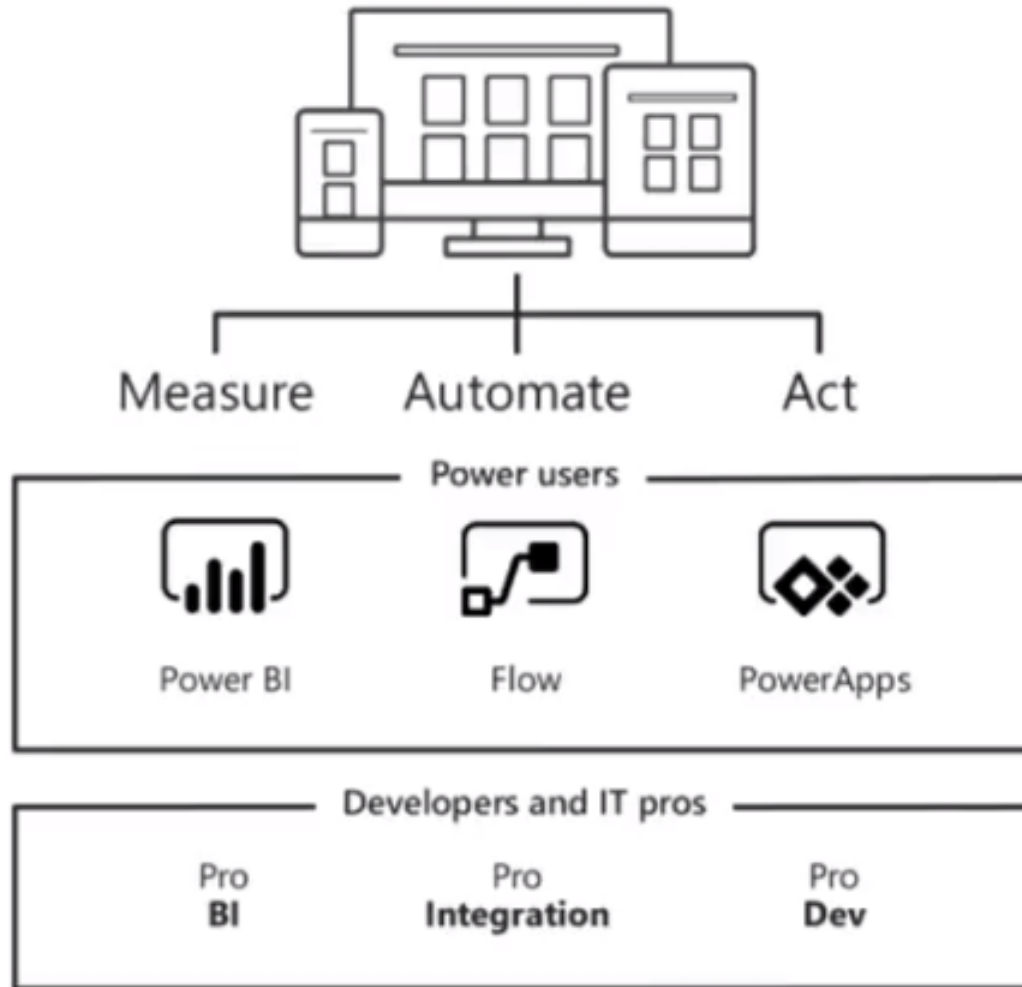 Measure Automate Act
Power users
Power BI Flow PowerApps
Developers and IT pros
Pro Pro Pro
BI Integration Dev